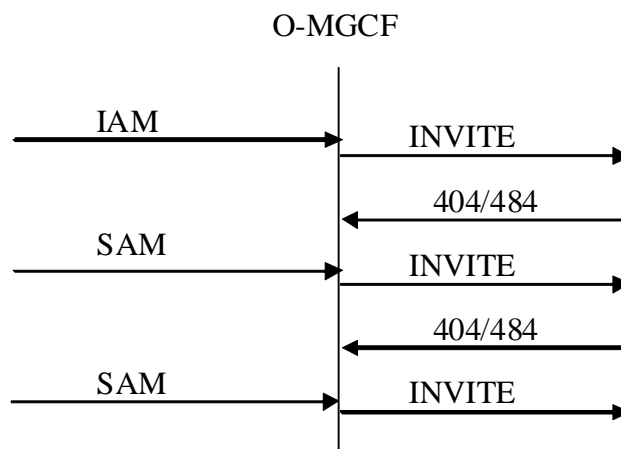 O-MGCF
IAM
INVITE
404/484
SAM
INVITE
404/484
SAM
INVITE